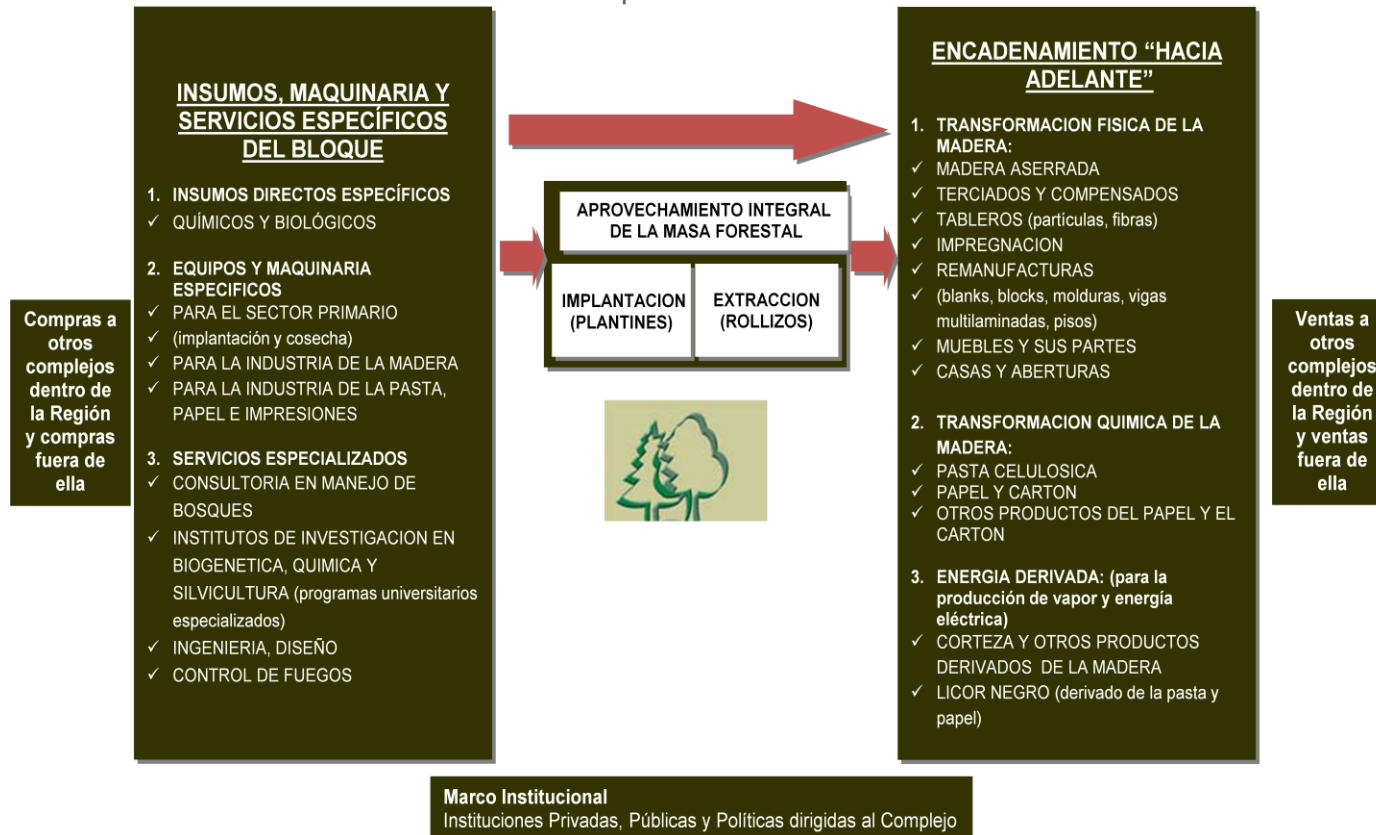 Compras a
otros
complejos
dentro de
la Región
y compras
fuera de
ella
INSUMOS, MAQUINARIA Y
SERVICIOS ESPECÍFICOS
DEL BLOQUE
1. INSUMOS DIRECTOS ESPECÍFICOS
✓ QUÍMICOS Y BIOLÓGICOS
2. EQUIPOS Y MAQUINARIA
ESPECIFICOS
✓ PARA EL SECTOR PRIMARIO
✓ (implantación y cosecha)
✓ PARA LA INDUSTRIA DE LA MADERA
✓ PARA LA INDUSTRIA DE LA PASTA,
PAPEL E IMPRESIONES
3. SERVICIOS ESPECIALIZADOS
✓ CONSULTORIA EN MANEJO DE
BOSQUES
✓ INSTITUTOS DE INVESTIGACION EN
BIOGENETICA, QUIMICA Y
SILVICULTURA (programas universitarios
especializados)
✓ INGENIERIA, DISEÑO
✓ CONTROL DE FUEGOS
APROVECHAMIENTO INTEGRAL
DE LA MASA FORESTAL
IMPLANTACION
(PLANTINES)
EXTRACCION
(ROLLIZOS)
ENCADENAMIENTO “HACIA
ADELANTE”
1. TRANSFORMACION FISICA DE LA
MADERA:
✓ MADERA ASERRADA
✓ TERCIADOS Y COMPENSADOS
✓ TABLEROS (partículas, fibras)
✓ IMPREGNACION
✓ REMANUFACTURAS
✓ (blanks, blocks, molduras, vigas
multilaminadas, pisos)
✓ MUEBLES Y SUS PARTES
✓ CASAS Y ABERTURAS
2. TRANSFORMACION QUIMICA DE LA
MADERA:
✓ PASTA CELULOSICA
✓ PAPEL Y CARTON
✓ OTROS PRODUCTOS DEL PAPEL Y EL
CARTON
3. ENERGIA DERIVADA: (para la
producción de vapor y energía
eléctrica)
✓ CORTEZA Y OTROS PRODUCTOS
DERIVADOS DE LA MADERA
✓ LICOR NEGRO (derivado de la pasta y
papel)
Ventas a
otros
complejos
dentro de
la Región
y ventas
fuera de
ella
Marco Institucional
Instituciones Privadas, Públicas y Políticas dirigidas al Complejo